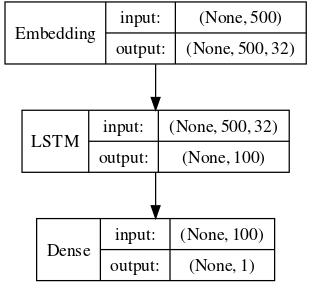 Embedding
input: (None, 500)
output: (None, 500, 32)
LSTM
input: (None, 500, 32)
output: (None, 100)
Dense
input: (None, 100)
output: (None, 1)